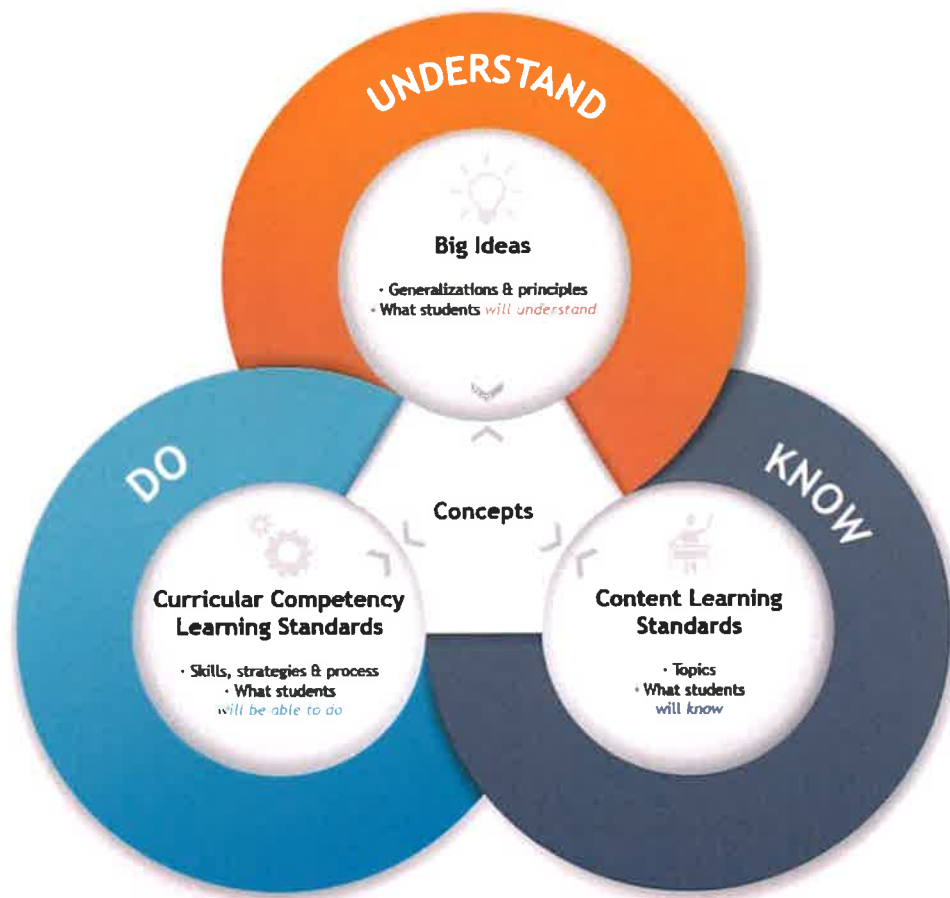 UNDERSTAND
Big Ideas
· Generalizations & principles
· What students will understand
DO
KNOW
Concepts
Curricular Competency
Learning Standards
· Skills, strategies & process
· What students
will be able to do
Content Learning
Standards
· Topics
· What students
will know